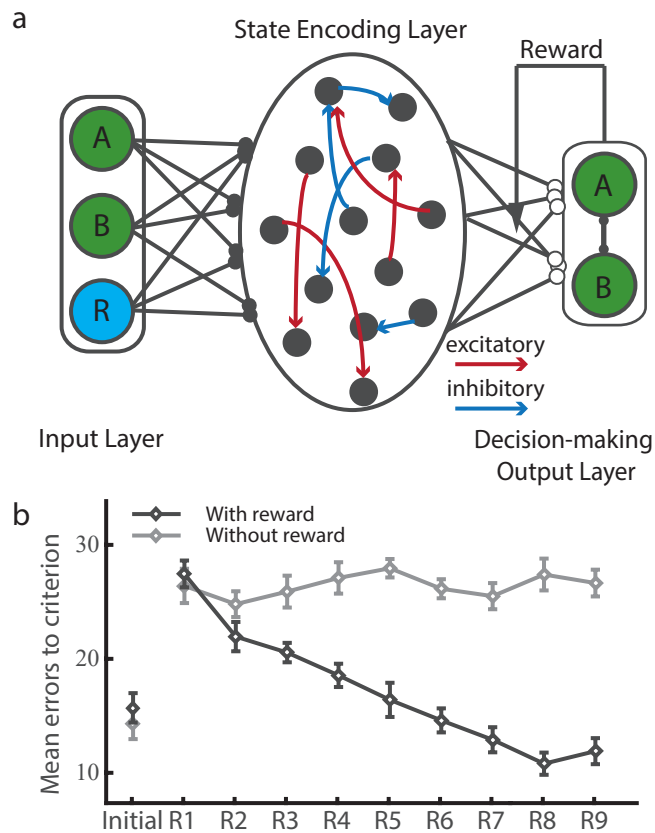 a
State Encoding Layer
Reward
A
B
R
A
B
excitatory
inhibitory
Input Layer
Decision-making
Output Layer
b
With reward
Without reward
Mean errors to criterion
30
20
10
Initial R1 R2 R3 R4 R5 R6 R7 R8 R9